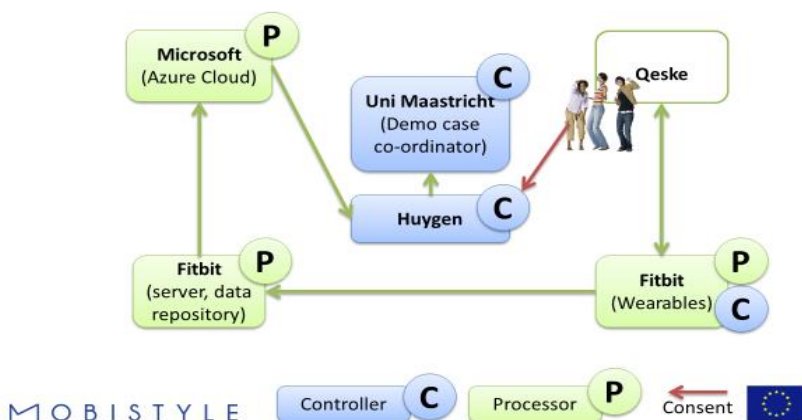 Microsoft
(Azure Cloud)
P
Uni Maastricht
(Demo case
co-ordinator)
C
Qeske
Huygen
C
Fitbit
(server, data
repository)
P
Fitbit
(Wearables)
P
C
MOBISTYLE
Controller
C
Processor
P
Consent